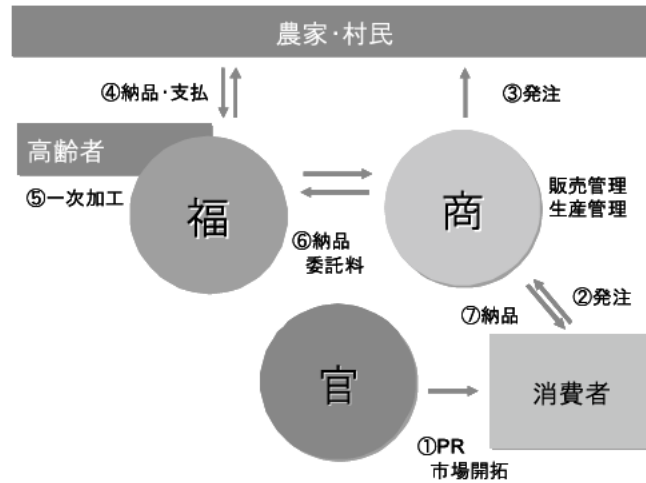 農家・村民
④納品・支払
③発注
高齢者
⑤一次加工
福
商
販売管理
生産管理
⑥納品
委託料
⑦納品
②発注
官
消費者
①PR
市場開拓